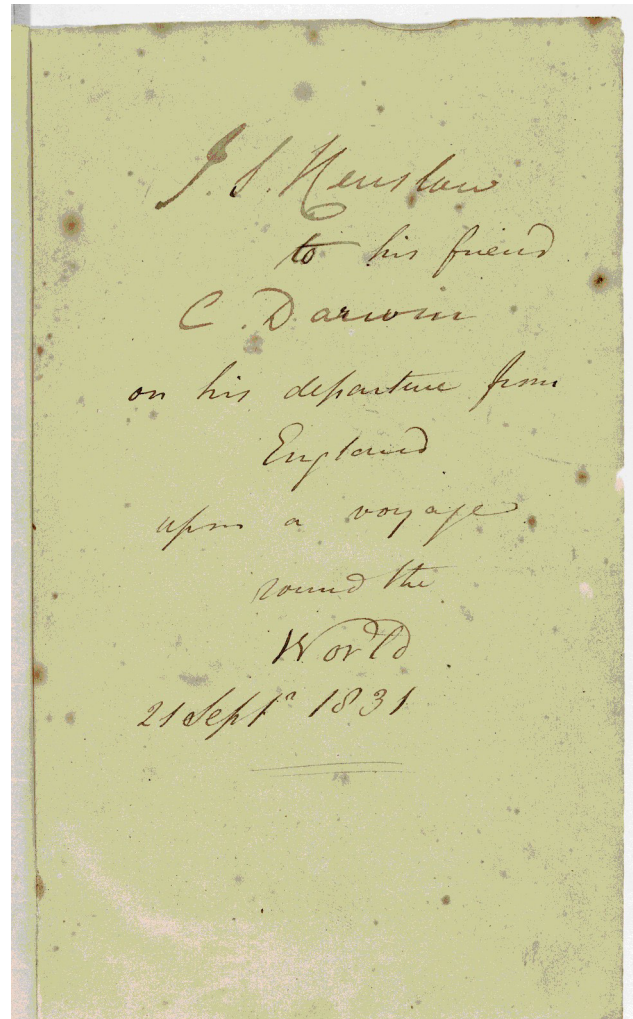 J. S. Henslow
to his friend
C. Darwin
on his departure from
England
upon a voyage
round the
World
21 Septr 1831